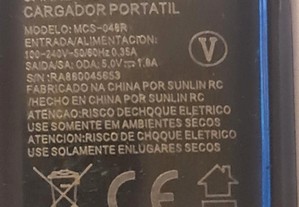 CARGADOR PORTATIL
MODELO: MCS-048R
ENTRADA/ALIMENTACION:
100-240V-50/60Hz 0.35A
SAIDA/SA: ODA: 5,0V 1.8A
S/N :RA860045653
FABRICADO NA CHINA POR SUNLIN RC
/HECHO EN CHINA POR SUNLIN RC
ATENCAO:RISCO DECHOQUE ELETRICO
USE SOMENTE EM AMBIENTES SECOS
ATENCION: RISCO DE CHOQUE ELETRICO
USE SOLAMENTE ENLUGARES SECOS
V
CE